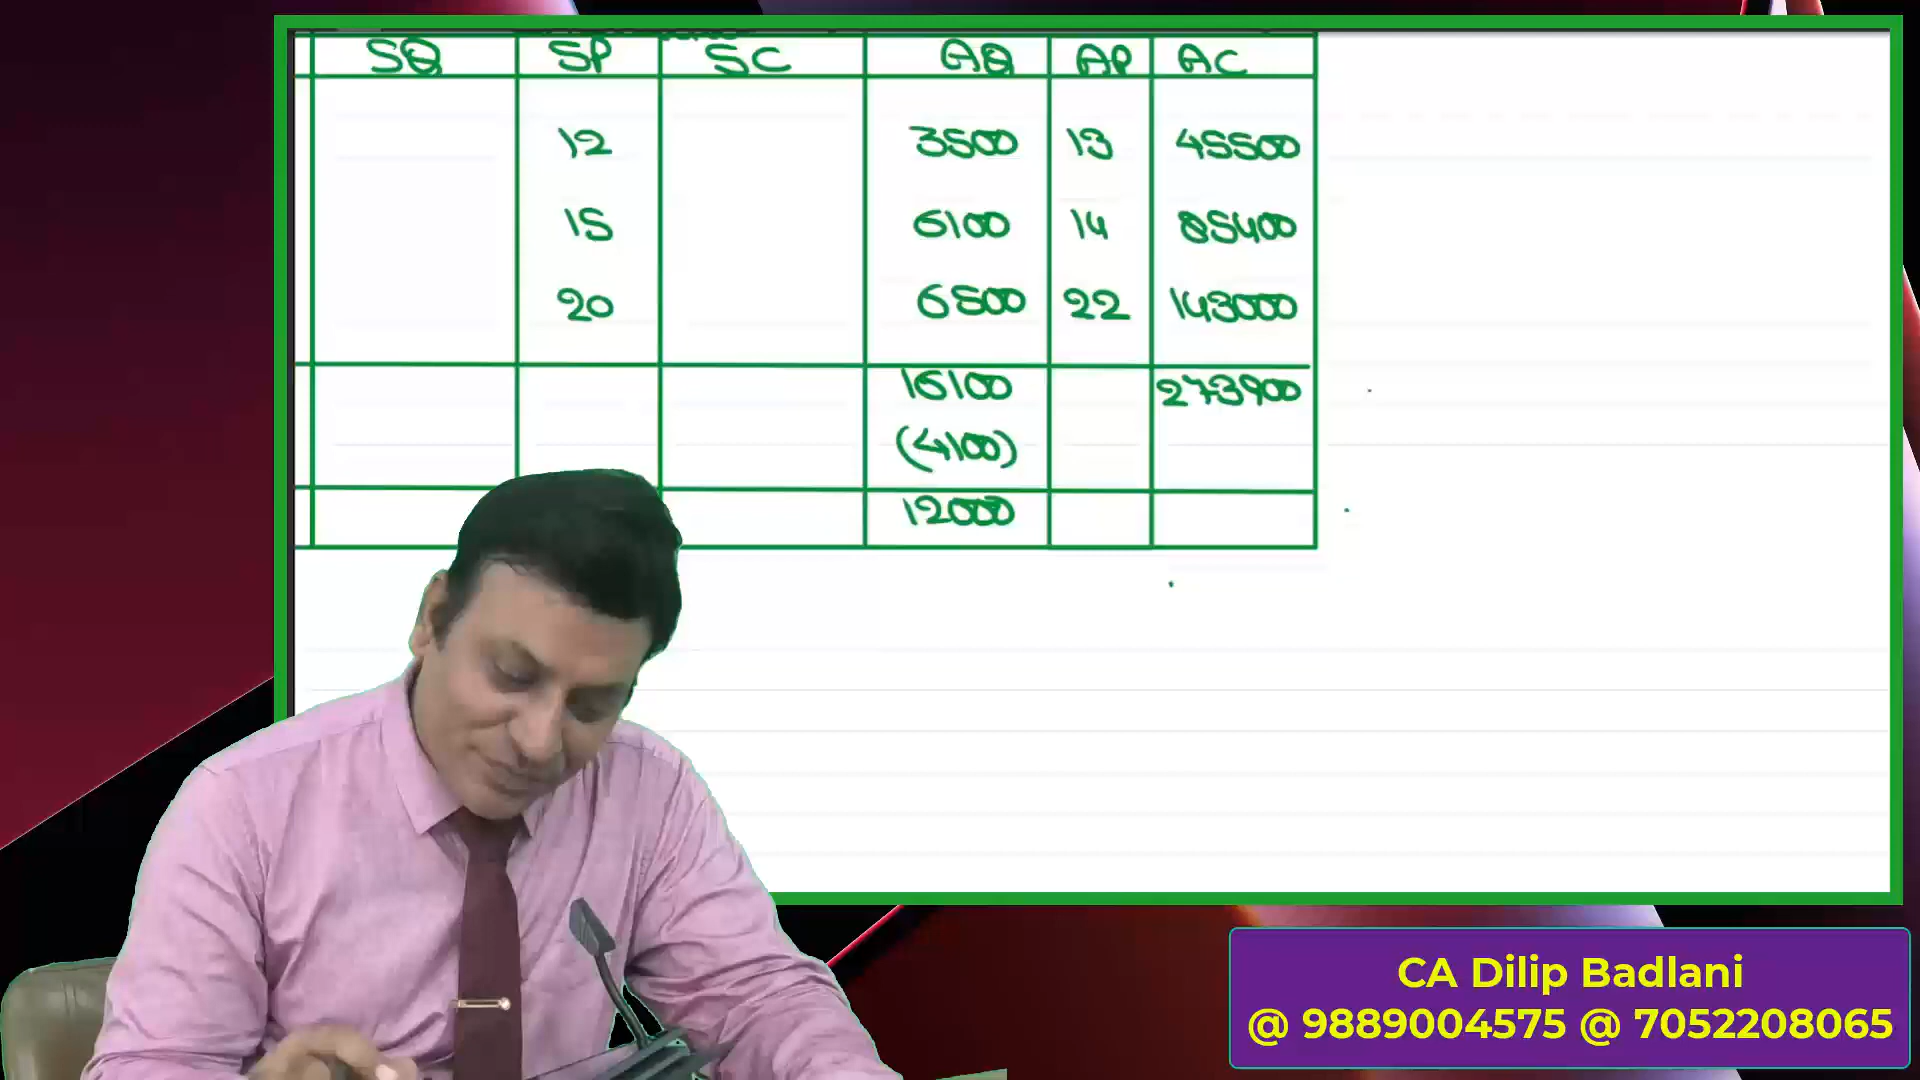 SQ SP SC AQ AP AC
12 3500 13 45500
15 6100 14 85400
20 6500 22 143000
16100 273900
(4100)
12000
CA Dilip Badlani
@ 9889004575 @ 7052208065